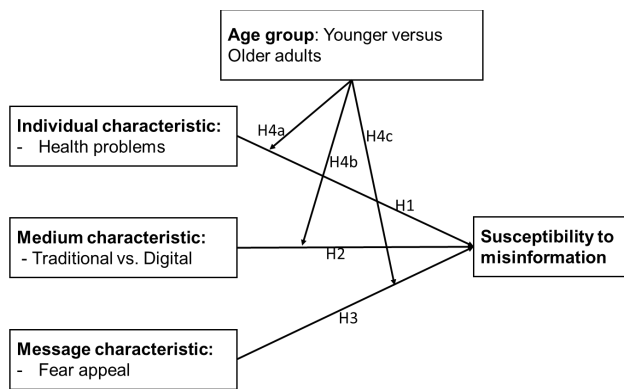 Age group: Younger versus
Older adults
Individual characteristic:
- Health problems
H4a
H4c
H4b
H1
Medium characteristic:
- Traditional vs. Digital
H2
Susceptibility to
misinformation
H3
Message characteristic:
- Fear appeal